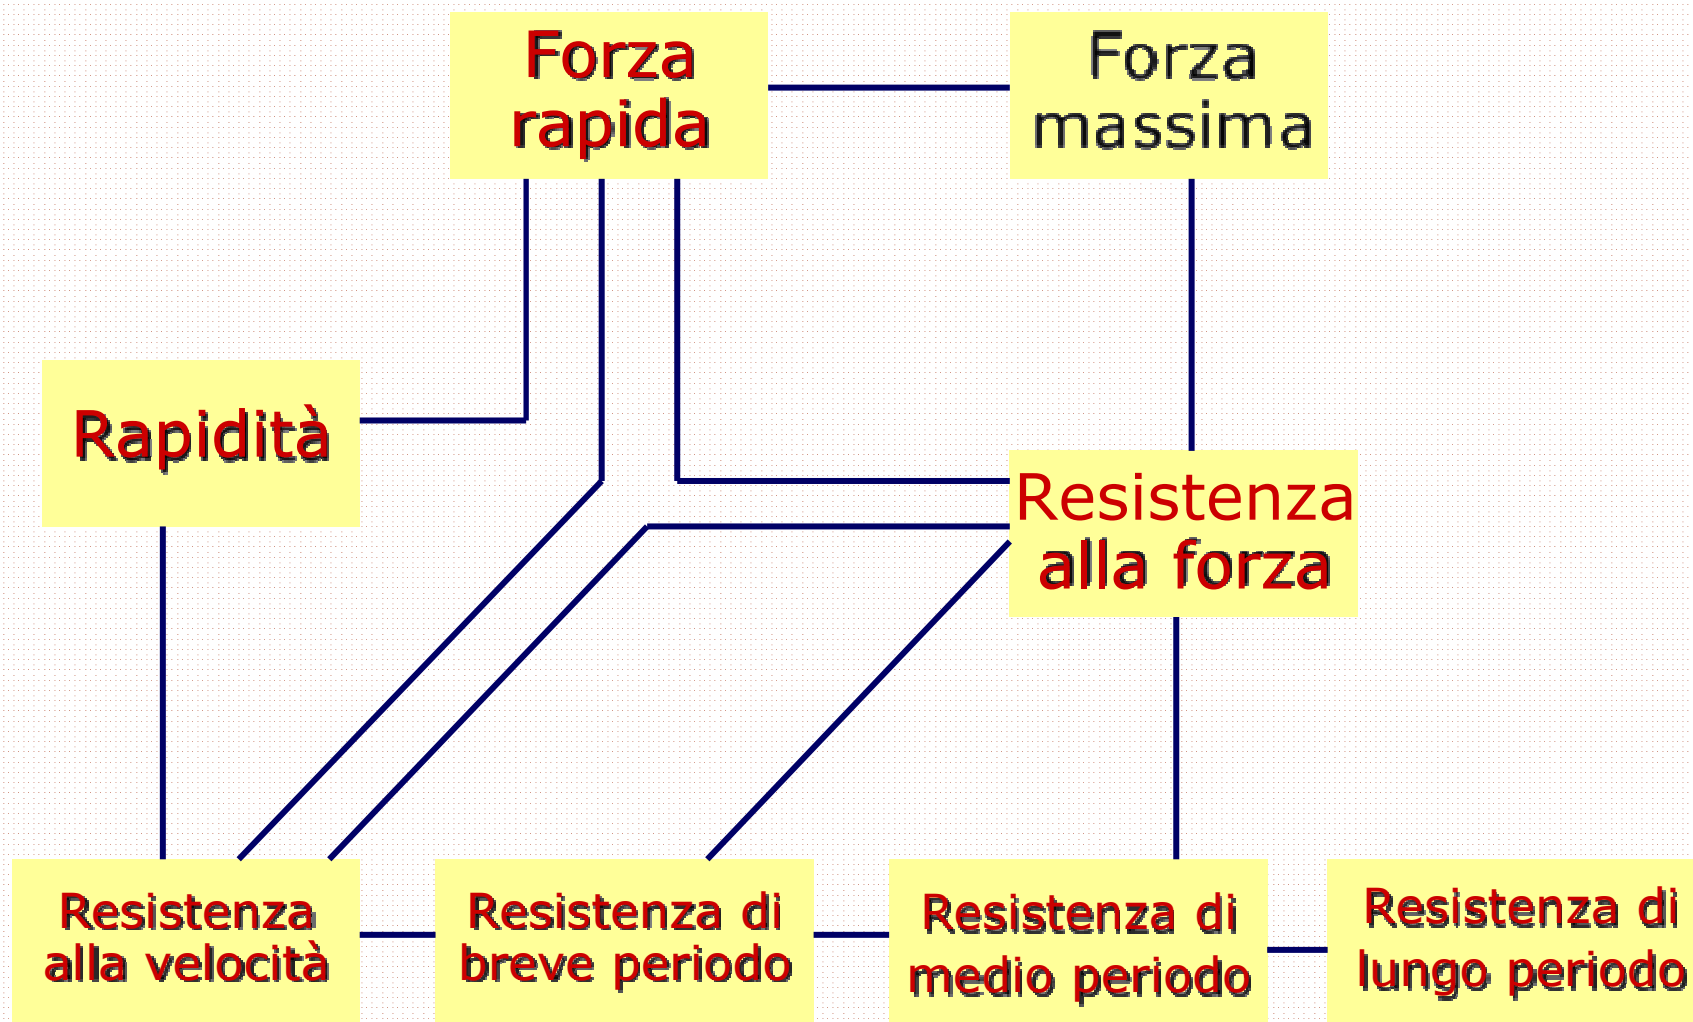 Forza
rapida
Forza
massima
Rapidità
Resistenza
alla forza
Resistenza
alla velocità
Resistenza di
breve periodo
Resistenza di
medio periodo
Resistenza di
lungo periodo